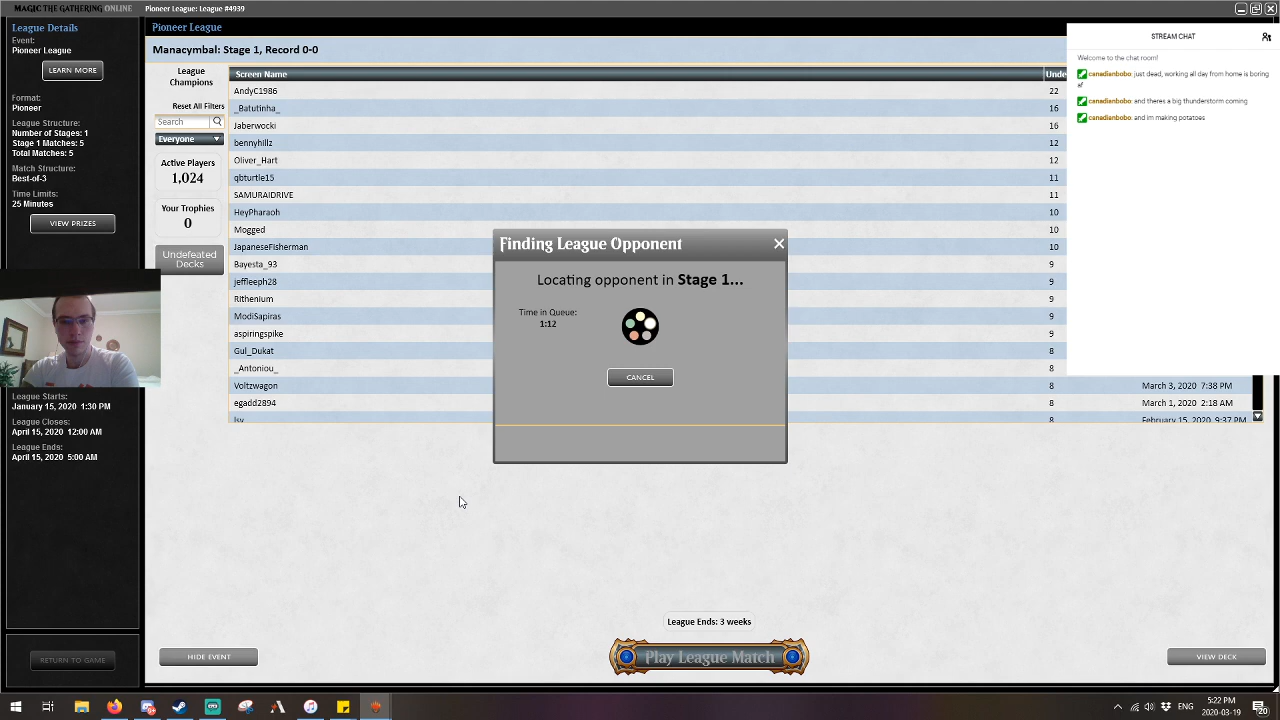 MAGIC THE GATHERING ONLINE
Pioneer League: League #4939
League Details
Event:
Pioneer League
LEARN MORE
Format:
Pioneer
League Structure:
Number of Stages: 1
Stage 1 Matches: 5
Total Matches: 5
Match Structure:
Best-of-3
Time Limits:
25 Minutes
VIEW PRIZES
League Starts:
January 15, 2020 1:30 PM
League Closes:
April 15, 2020 12:00 AM
League Ends:
April 15, 2020 5:00 AM
RETURN TO GAME
Pioneer League
Manacymbal: Stage 1, Record 0-0
League
Champions
Reset All Filters
Search
Everyone
Active Players
1,024
Your Trophies
0
Undefeated
Decks
Screen Name Unde
AndyC1986 22
_Batutinha_ 16
Jaberwocki 16
bennyhillz 12
Oliver_Hart 12
qbturtle15 11
SAMURAIDRIVE 11
HeyPharaoh 10
Mogged 10
JapaneseFisherman 10
Bayesta_93 9
jeffleeph28 9
Rithenium 9
ModiSapiras 9
aspiringspike 9
Gul_Dukat 8
_Antoniou_ 8
Voltzwagon 8 March 3, 2020 7:38 PM
egadd2894 8 March 1, 2020 2:18 AM
lsv 8 February 15, 2020 9:37 PM
Finding League Opponent
Locating opponent in Stage 1...
Time in Queue:
1:12
CANCEL
STREAM CHAT
Welcome to the chat room!
canadianbobo: just dead, working all day from home is boring
af
canadianbobo: and theres a big thunderstorm coming
canadianbobo: and im making potatoes
League Ends: 3 weeks
HIDE EVENT
Play League Match
VIEW DECK
ENG
5:22 PM
2020-03-19
20